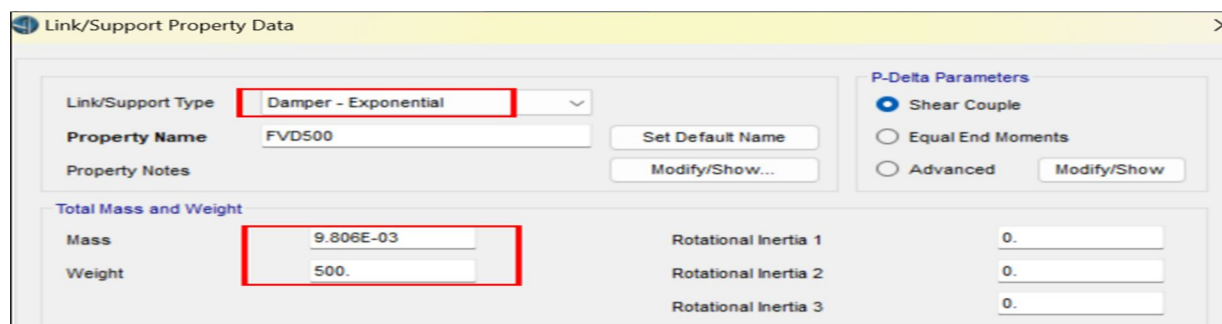 Link/Support Property Data
P-Delta Parameters
Link/Support Type Damper - Exponential Shear Couple
Property Name FVD500 Set Default Name Equal End Moments
Property Notes Modify/Show... Advanced Modify/Show
Total Mass and Weight
Mass 9.806E-03 Rotational Inertia 1 0.
Weight 500. Rotational Inertia 2 0.
Rotational Inertia 3 0.